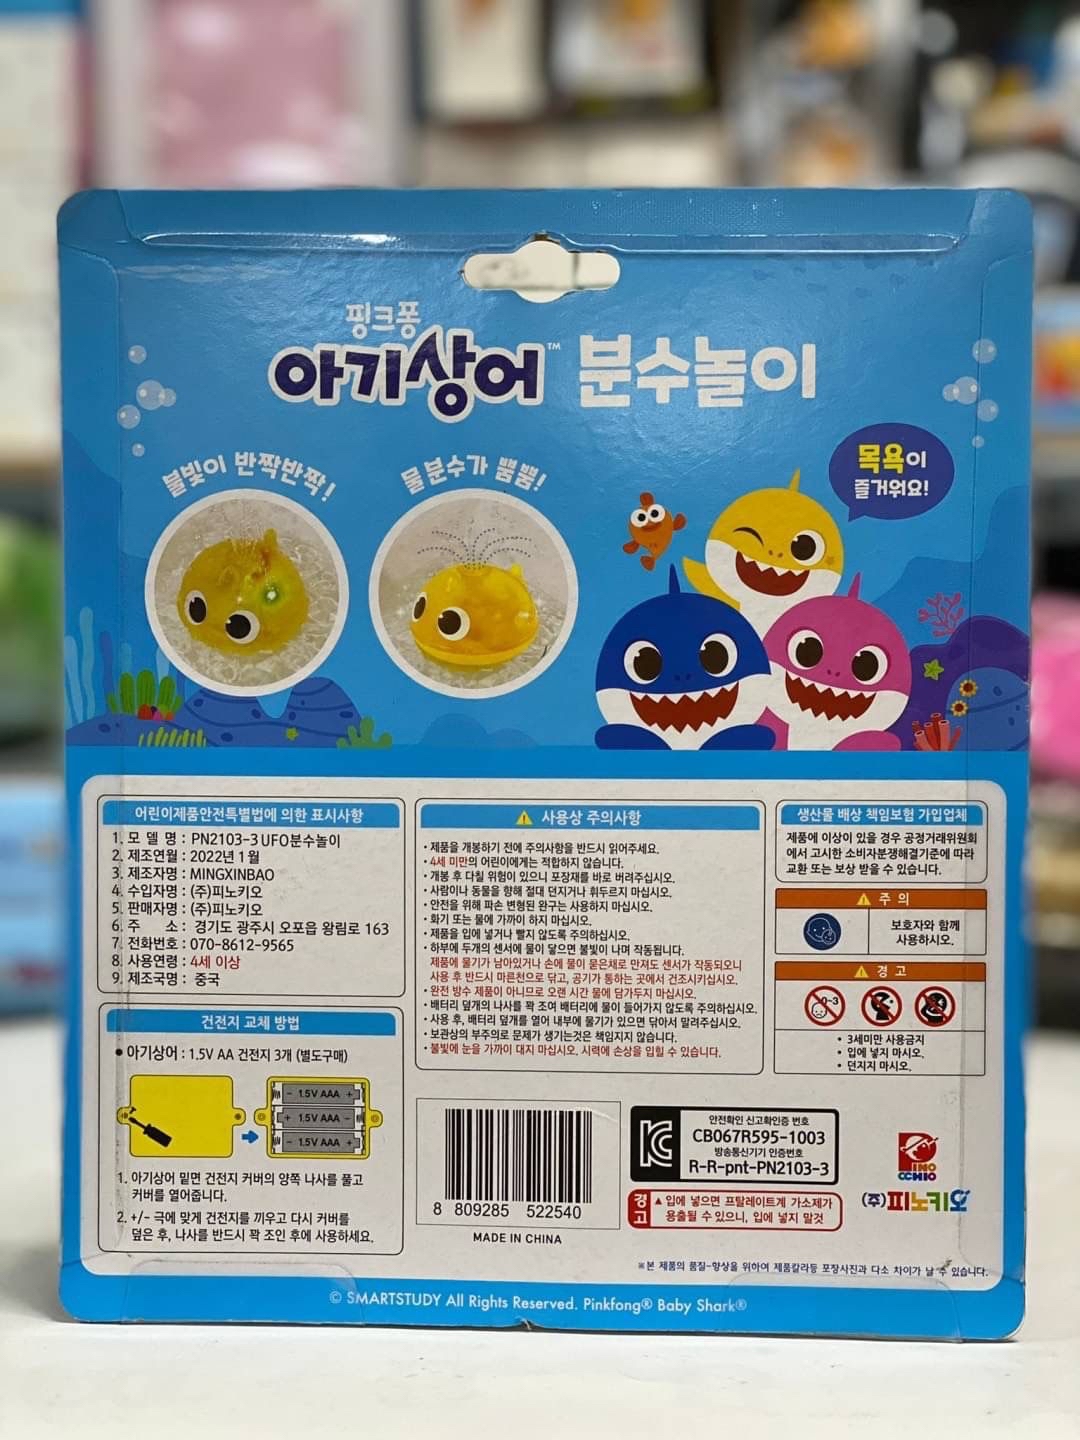 핑크퐁
아기상어™ 분수놀이
불빛이 반짝반짝!
물분수가 뿜뿜!
목욕이
즐거워요!
어린이제품안전특별법에 의한 표시사항
1. 모 델 명 : PN2103-3 UFO분수놀이
2. 제조연월 : 2022년 1월
3. 제조자명 : MINGXINBAO
4. 수입자명 : (주)피노키오
5. 판매자명 : (주)피노키오
6. 주 소 : 경기도 광주시 오포읍 왕림로 163
7. 전화번호 : 070-8612-9565
8. 사용연령 : 4세 이상
9. 제조국명 : 중국
건전지 교체 방법
• 아기상어 : 1.5V AA 건전지 3개 (별도구매)
- 1.5V AAA +
+ 1.5V AAA -
- 1.5V AAA +
1. 아기상어 밑면 건전지 커버의 양쪽 나사를 풀고
커버를 열어줍니다.
2. +/- 극에 맞게 건전지를 끼우고 다시 커버를
덮은 후, 나사를 반드시 꽉 조인 후에 사용하세요.
사용상 주의사항
• 제품을 개봉하기 전에 주의사항을 반드시 읽어주세요.
• 4세 미만의 어린이에게는 적합하지 않습니다.
• 개봉 후 다칠 위험이 있으니 포장재를 바로 버려주십시오.
• 사람이나 동물을 향해 절대 던지거나 휘두르지 마십시오.
• 안전을 위해 파손 변형된 완구는 사용하지 마십시오.
• 화기 또는 물에 가까이 하지 마십시오.
• 제품을 입에 넣거나 빨지 않도록 주의하십시오.
• 하부에 두개의 센서에 물이 닿으면 불빛이 나며 작동됩니다.
제품에 물기가 남아있거나 손에 물이 묻은채로 만져도 센서가 작동되오니
사용 후 반드시 마른천으로 닦고, 공기가 통하는 곳에서 건조시키십시오.
• 완전 방수 제품이 아니므로 오랜 시간 물에 담가두지 마십시오.
• 배터리 덮개의 나사를 꽉 조여 배터리에 물이 들어가지 않도록 주의하십시오.
• 사용 후, 배터리 덮개를 열어 내부에 물기가 있으면 닦아서 말려주십시오.
• 보관상의 부주의로 문제가 생기는것은 책임지지 않습니다.
• 불빛에 눈을 가까이 대지 마십시오. 시력에 손상을 입힐 수 있습니다.
생산물 배상 책임보험 가입업체
제품에 이상이 있을 경우 공정거래위원회
에서 고시한 소비자분쟁해결기준에 따라
교환 또는 보상 받을 수 있습니다.
주 의
보호자와 함께
사용하시오.
경 고
0-3
• 3세미만 사용금지
• 입에 넣지 마시오.
• 던지지 마시오.
8 809285 522540
MADE IN CHINA
안전확인 신고확인증 번호
CB067R595-1003
방송통신기기 인증번호
R-R-pnt-PN2103-3
경고
▲ 입에 넣으면 프탈레이트계 가소제가
용출될 수 있으니, 입에 넣지 말것
PINO
CCHIO
(주)피노키오
※본 제품의 품질-향상을 위하여 제품칼라등 포장사진과 다소 차이가 날 수 있습니다.
© SMARTSTUDY All Rights Reserved. Pinkfong® Baby Shark®